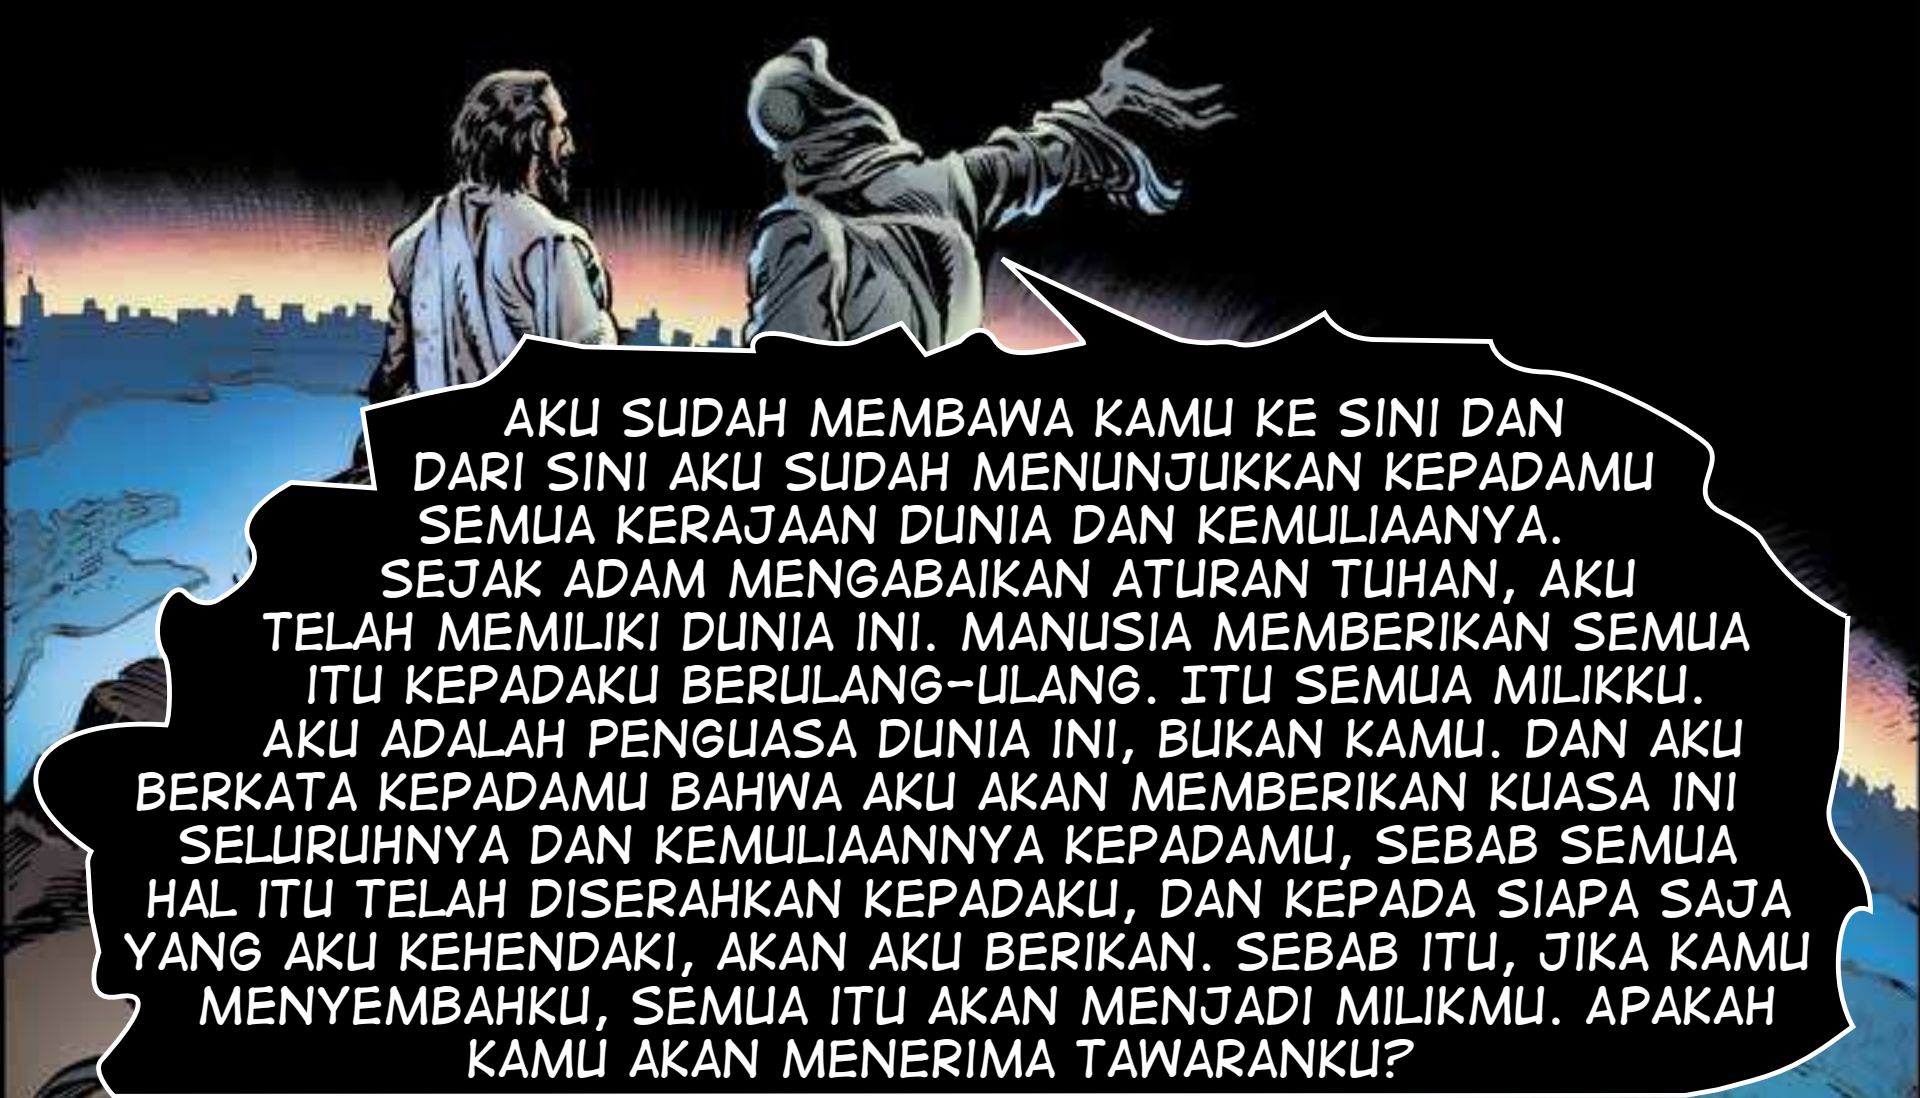 AKU SUDAH MEMBAWA KAMU KE SINI DAN
DARI SINI AKU SUDAH MENUNJUKKAN KEPADAMU
SEMUA KERAJAAN DUNIA DAN KEMULIAANYA.
SEJAK ADAM MENGABAIKAN ATURAN TUHAN, AKU
TELAH MEMILIKI DUNIA INI. MANUSIA MEMBERIKAN SEMUA
ITU KEPADAKU BERULANG-ULANG. ITU SEMUA MILIKKU.
AKU ADALAH PENGUASA DUNIA INI, BUKAN KAMU. DAN AKU
BERKATA KEPADAMU BAHWA AKU AKAN MEMBERIKAN KUASA INI
SELURUHNYA DAN KEMULIAANNYA KEPADAMU, SEBAB SEMUA
HAL ITU TELAH DISERAHKAN KEPADAKU, DAN KEPADA SIAPA SAJA
YANG AKU KEHENDAKI, AKAN AKU BERIKAN. SEBAB ITU, JIKA KAMU
MENYEMBAHKU, SEMUA ITU AKAN MENJADI MILIKMU. APAKAH
KAMU AKAN MENERIMA TAWARANKU?